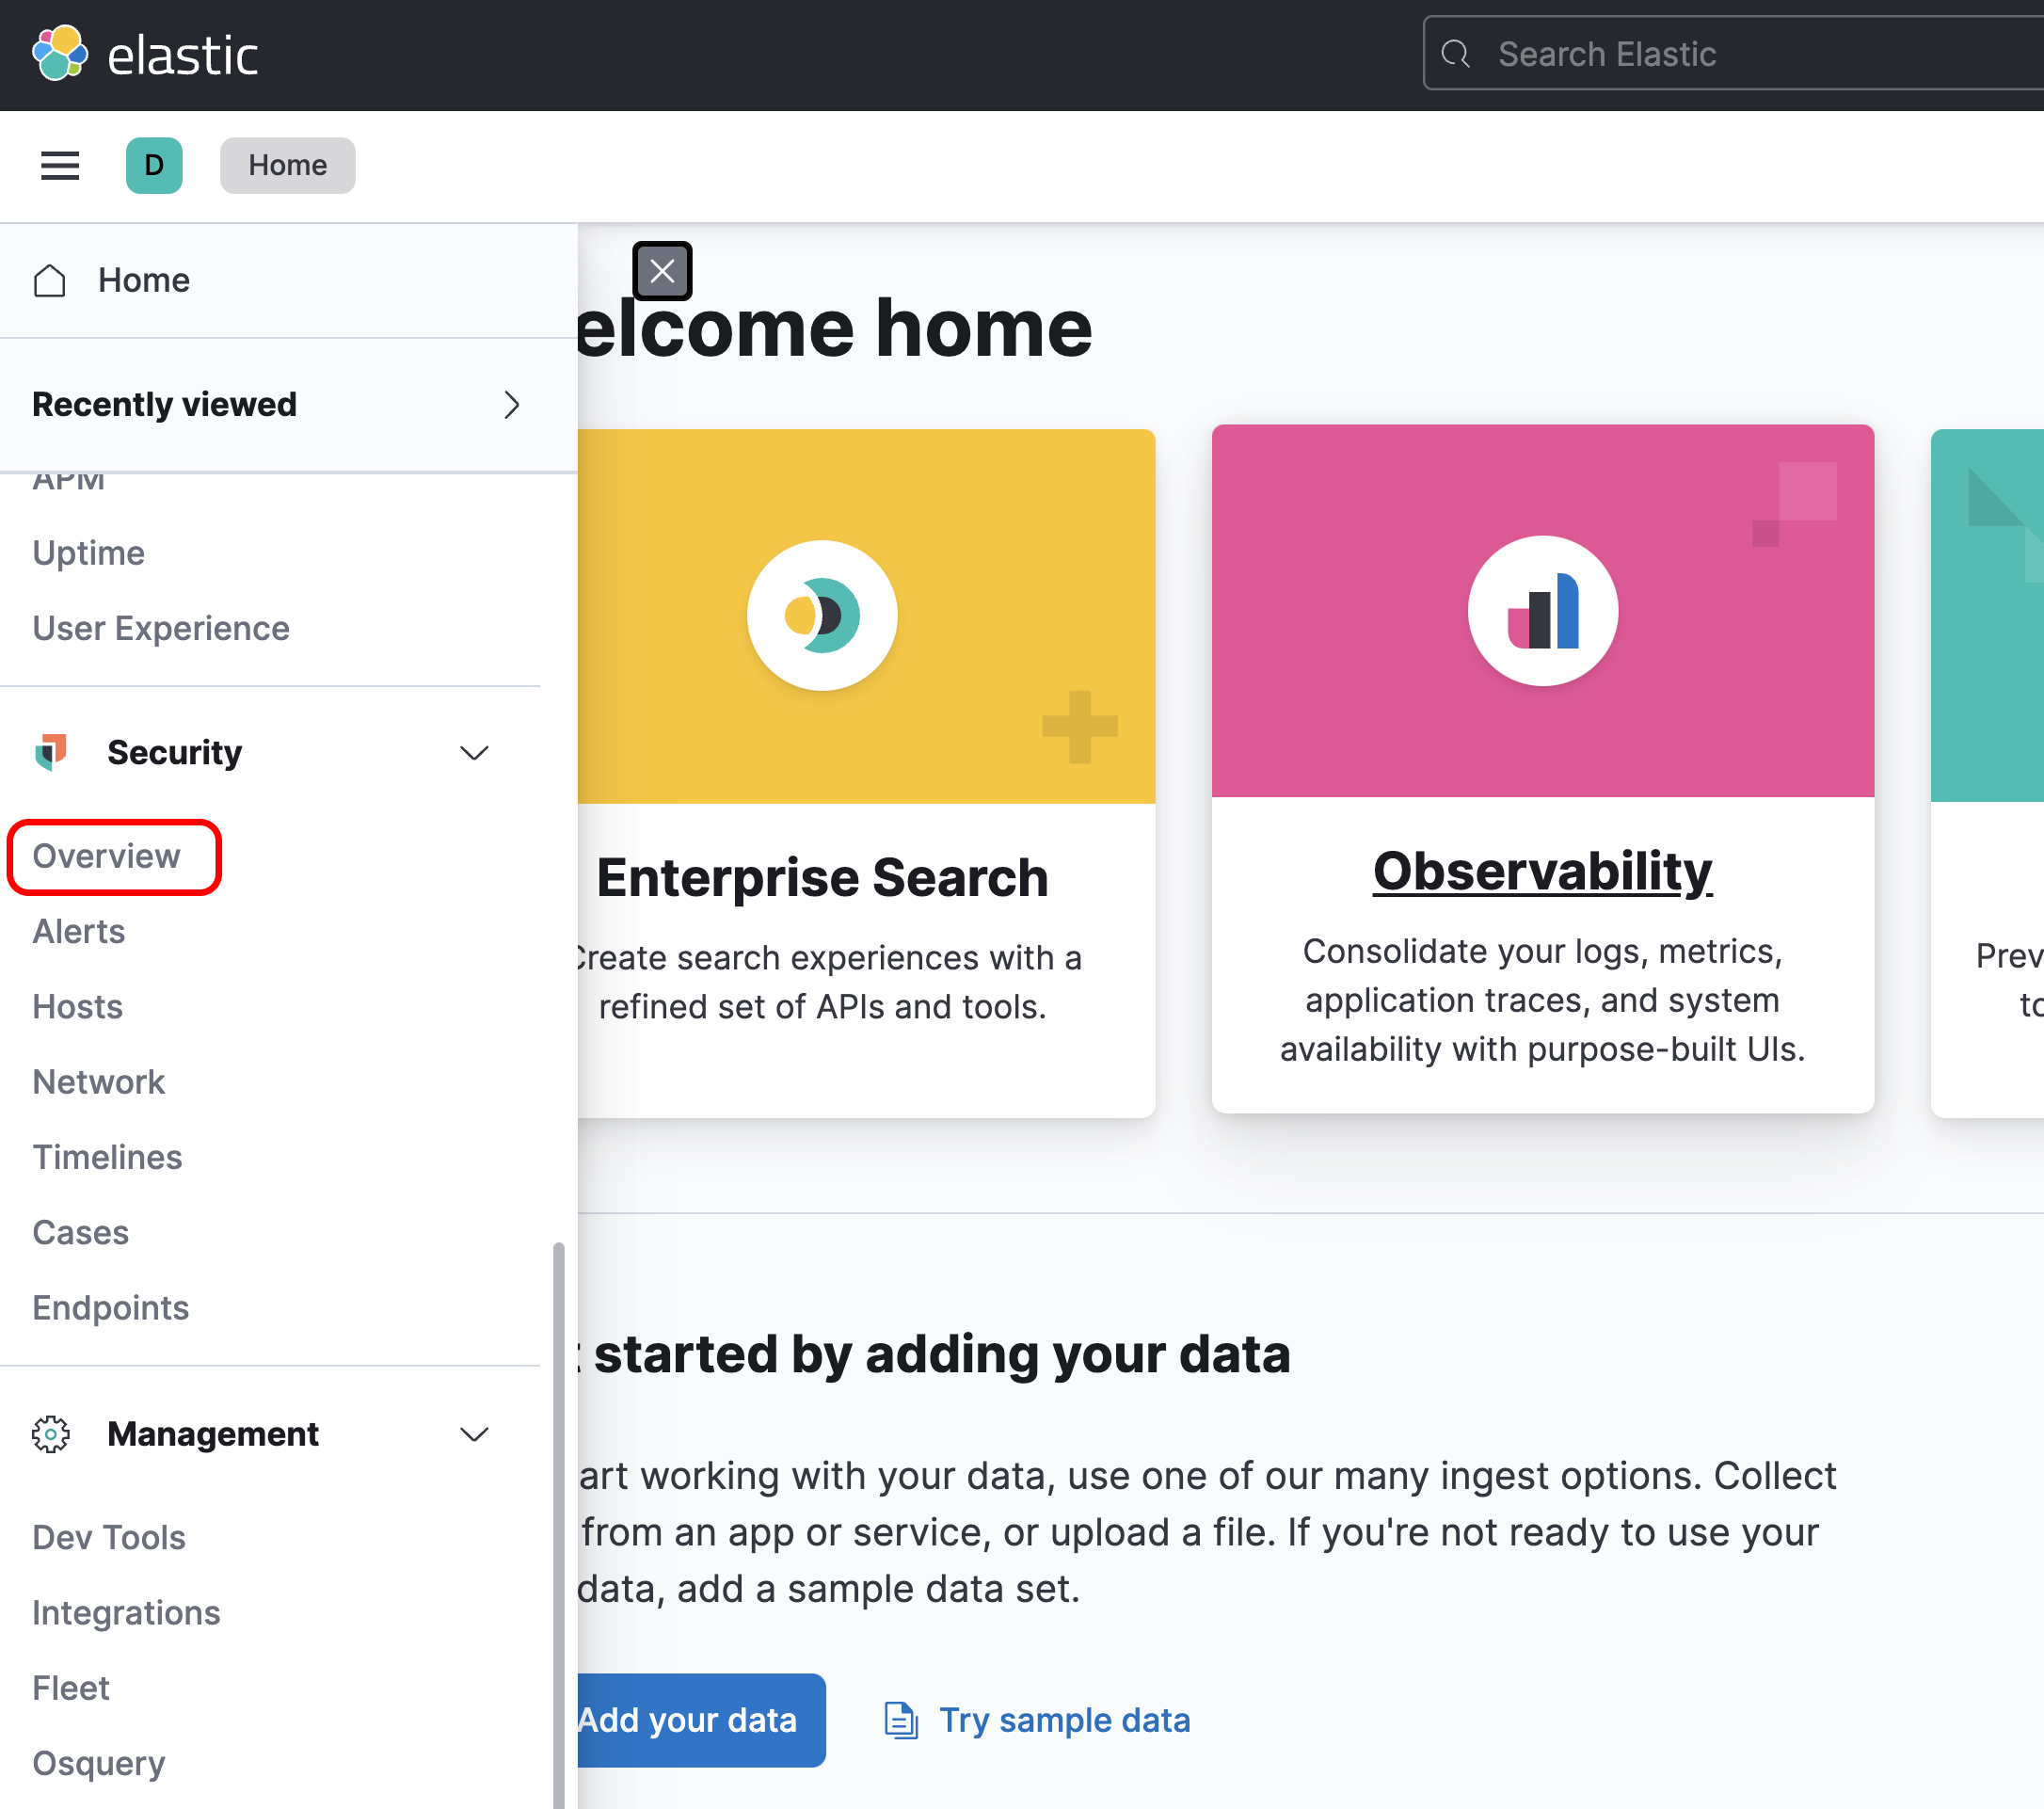 elastic
Search Elastic
D
Home
Home
Recently viewed
APM
Uptime
User Experience
Security
Overview
Alerts
Hosts
Network
Timelines
Cases
Endpoints
Management
Dev Tools
Integrations
Fleet
Osquery
elcome home
Enterprise Search
Create search experiences with a
refined set of APIs and tools.
Observability
Consolidate your logs, metrics,
application traces, and system
availability with purpose-built UIs.
Prev
to
started by adding your data
art working with your data, use one of our many ingest options. Collect
from an app or service, or upload a file. If you're not ready to use your
data, add a sample data set.
Add your data
Try sample data